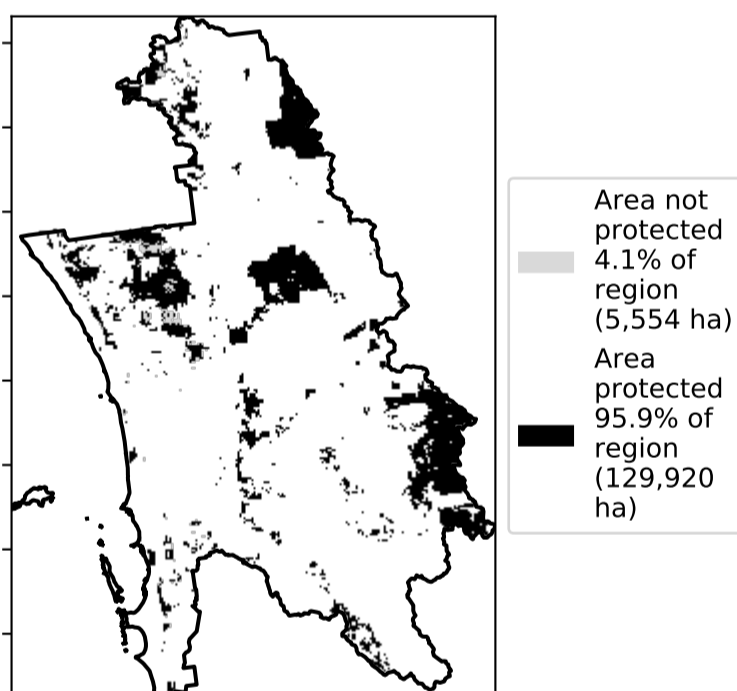 Area not
protected
4.1% of
region
(5,554 ha)
Area
protected
95.9% of
region
(129,920
ha)